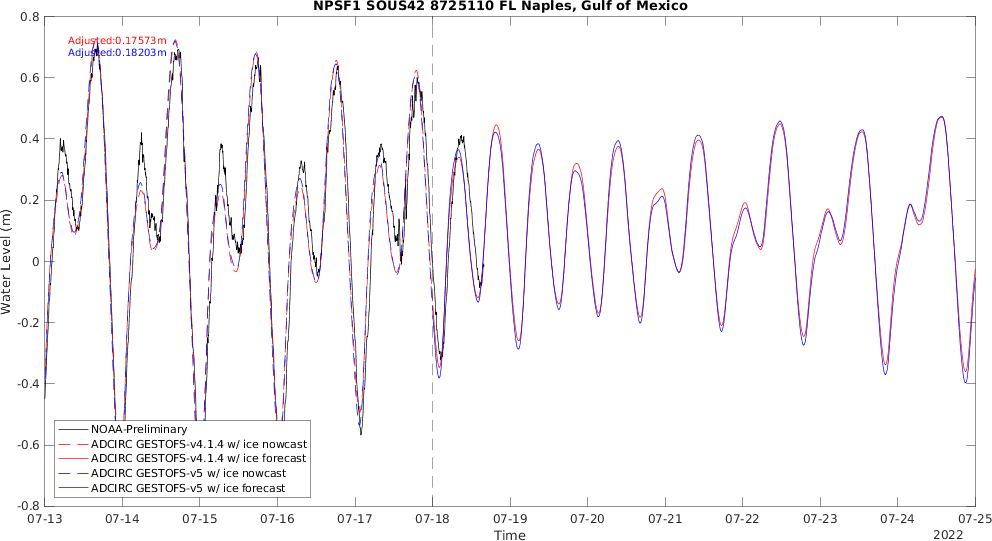 NPSF1 SOUS42 8725110 FL Naples, Gulf of Mexico
Adjusted:0.17573m
Adjusted:0.18203m
0.8
0.6
0.4
0.2
0
-0.2
-0.4
-0.6
-0.8
Water Level (m)
NOAA-Preliminary
ADCIRC GESTOFS-v4.1.4 w/ ice nowcast
ADCIRC GESTOFS-v4.1.4 w/ ice forecast
ADCIRC GESTOFS-v5 w/ ice nowcast
ADCIRC GESTOFS-v5 w/ ice forecast
07-13 07-14 07-15 07-16 07-17 07-18 07-19 07-20 07-21 07-22 07-23 07-24 07-25
Time
2022